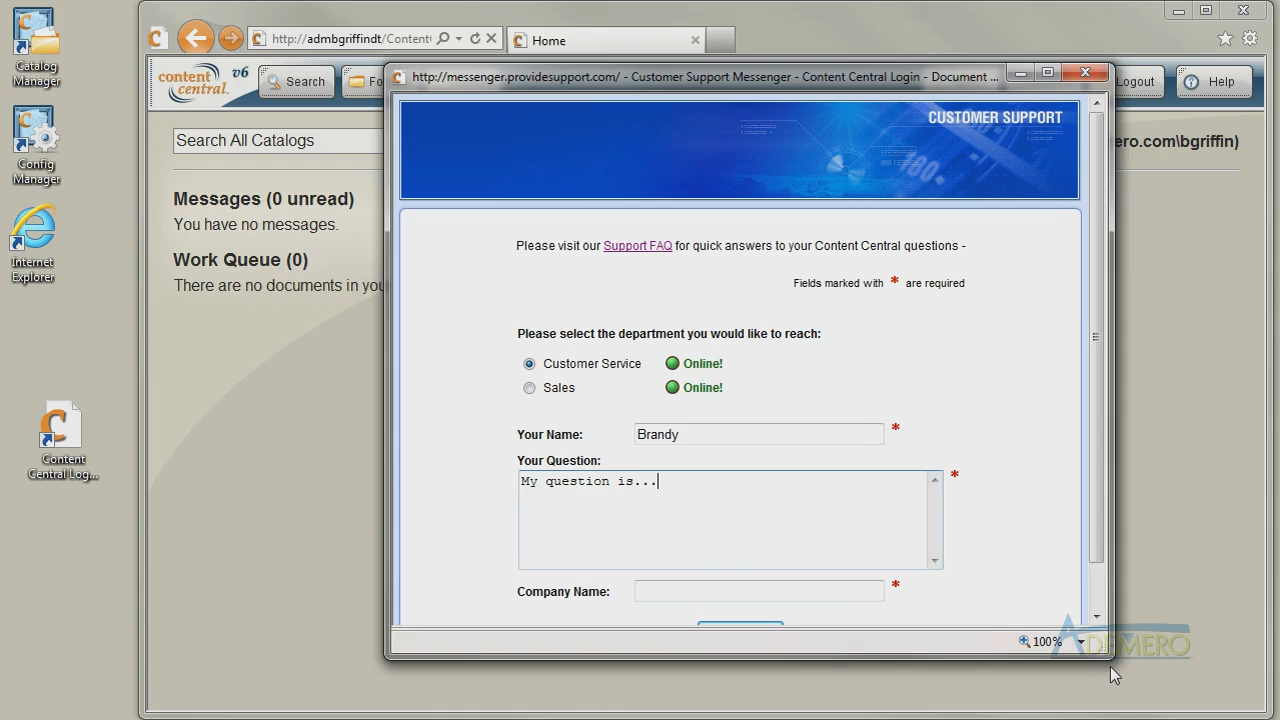 Catalog
Manager
Config
Manager
Internet
Explorer
Content
Central Log...
http://admbgriffindt/Content
Home
content
central.
v6
Search
Fo
Logout
Help
Search All Catalogs
ero.com\bgriffin)
Messages (0 unread)
You have no messages.
Work Queue (0)
There are no documents in you
http://messenger.providesupport.com/ - Customer Support Messenger - Content Central Login - Document ...
CUSTOMER SUPPORT
Please visit our Support FAQ for quick answers to your Content Central questions -
Fields marked with * are required
Please select the department you would like to reach:
Customer Service Online!
Sales Online!
Your Name: Brandy *
Your Question:
My question is... *
Company Name: *
100%
ADEMERO